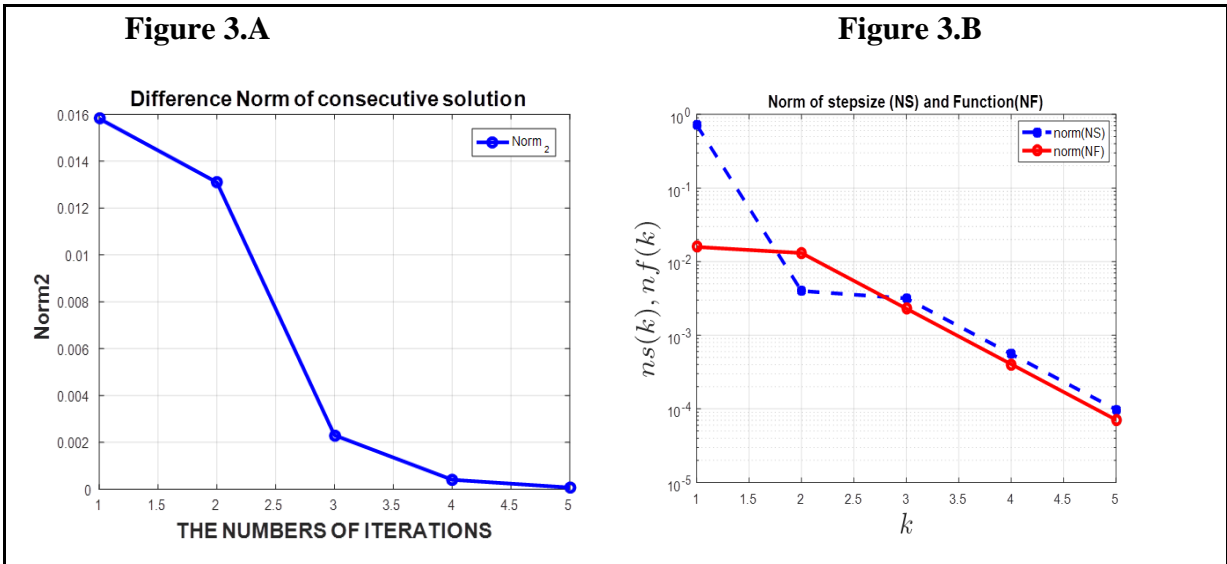 Figure 3.A
Figure 3.B
Difference Norm of consecutive solution
Norm2
0.016
0.014
0.012
0.01
0.008
0.006
0.004
0.002
0
Norm 2
1 1.5 2 2.5 3 3.5 4 4.5 5
THE NUMBERS OF ITERATIONS
Norm of stepsize (NS) and Function(NF)
ns(k), nf(k)
10^0
10^-1
10^-2
10^-3
10^-4
10^-5
norm(NS)
norm(NF)
1 1.5 2 2.5 3 3.5 4 4.5 5
k